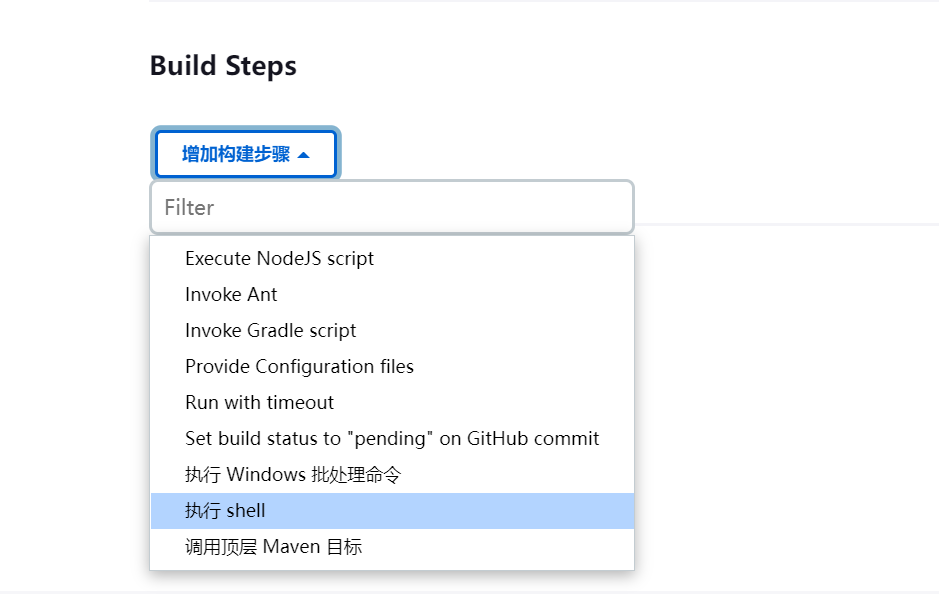 Build Steps
增加构建步骤
Filter
Execute NodeJS script
Invoke Ant
Invoke Gradle script
Provide Configuration files
Run with timeout
Set build status to "pending" on GitHub commit
执行 Windows 批处理命令
执行 shell
调用顶层 Maven 目标